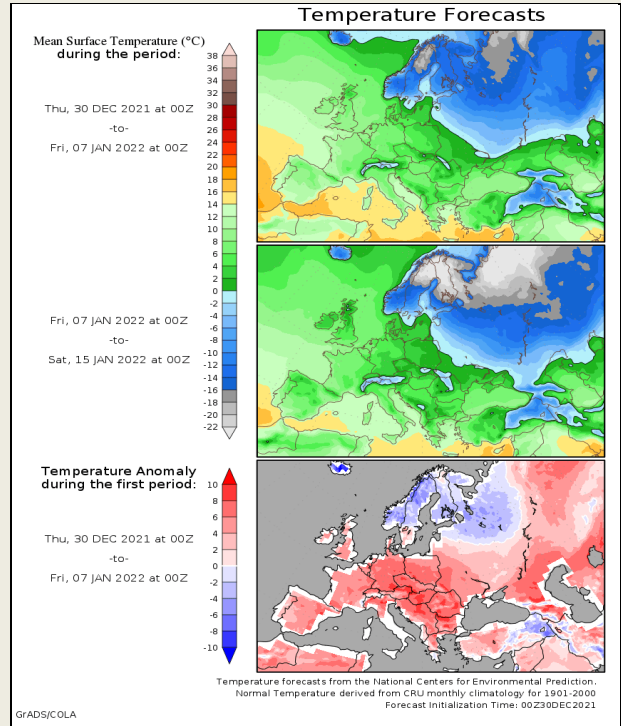 Temperature Forecasts
Mean Surface Temperature (°C)
during the period:
Thu, 30 DEC 2021 at 00Z
-to-
Fri, 07 JAN 2022 at 00Z
38
36
34
32
30
28
26
24
22
20
18
16
14
12
10
8
6
4
2
0
-2
-4
-6
-8
-10
-12
-14
-16
-18
-20
-22
Fri, 07 JAN 2022 at 00Z
-to-
Sat, 15 JAN 2022 at 00Z
Temperature Anomaly
during the first period:
Thu, 30 DEC 2021 at 00Z
-to-
Fri, 07 JAN 2022 at 00Z
10
8
6
4
2
0
-2
-4
-6
-8
-10
Temperature forecasts from the National Centers for Environmental Prediction.
Normal Temperature derived from CRU monthly climatology for 1901-2000
Forecast Initialization Time: 00Z30DEC2021
GrADS/COLA